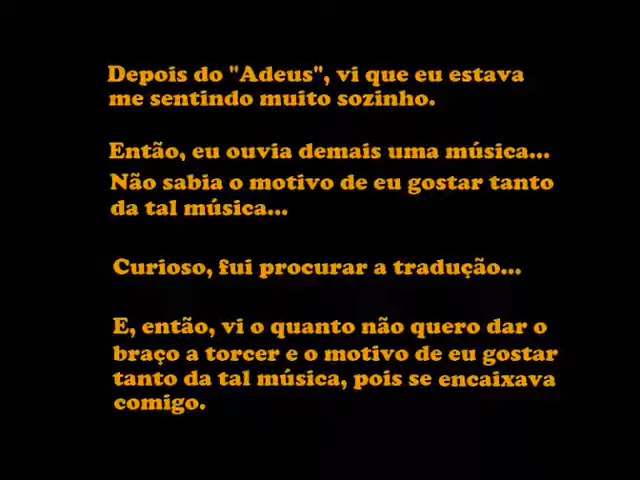 Depois do "Adeus", vi que eu estava
me sentindo muito sozinho.
Então, eu ouvia demais uma música...
Não sabia o motivo de eu gostar tanto
da tal música...
Curioso, fui procurar a tradução...
E, então, vi o quanto não quero dar o
braço a torcer e o motivo de eu gostar
tanto da tal música, pois se encaixava
comigo.